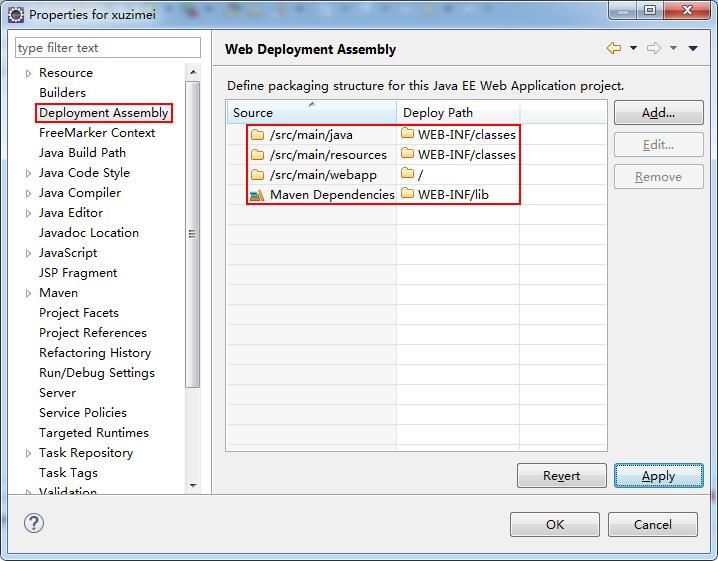 Properties for xuzimei
type filter text
Resource
Builders
Deployment Assembly
FreeMarker Context
Java Build Path
Java Code Style
Java Compiler
Java Editor
Javadoc Location
JavaScript
JSP Fragment
Maven
Project Facets
Project References
Refactoring History
Run/Debug Settings
Server
Service Policies
Targeted Runtimes
Task Repository
Task Tags
Validation
Web Deployment Assembly
Define packaging structure for this Java EE Web Application project.
Source Deploy Path
/src/main/java WEB-INF/classes
/src/main/resources WEB-INF/classes
/src/main/webapp /
Maven Dependencies WEB-INF/lib
Add...
Edit...
Remove
Revert Apply
OK Cancel